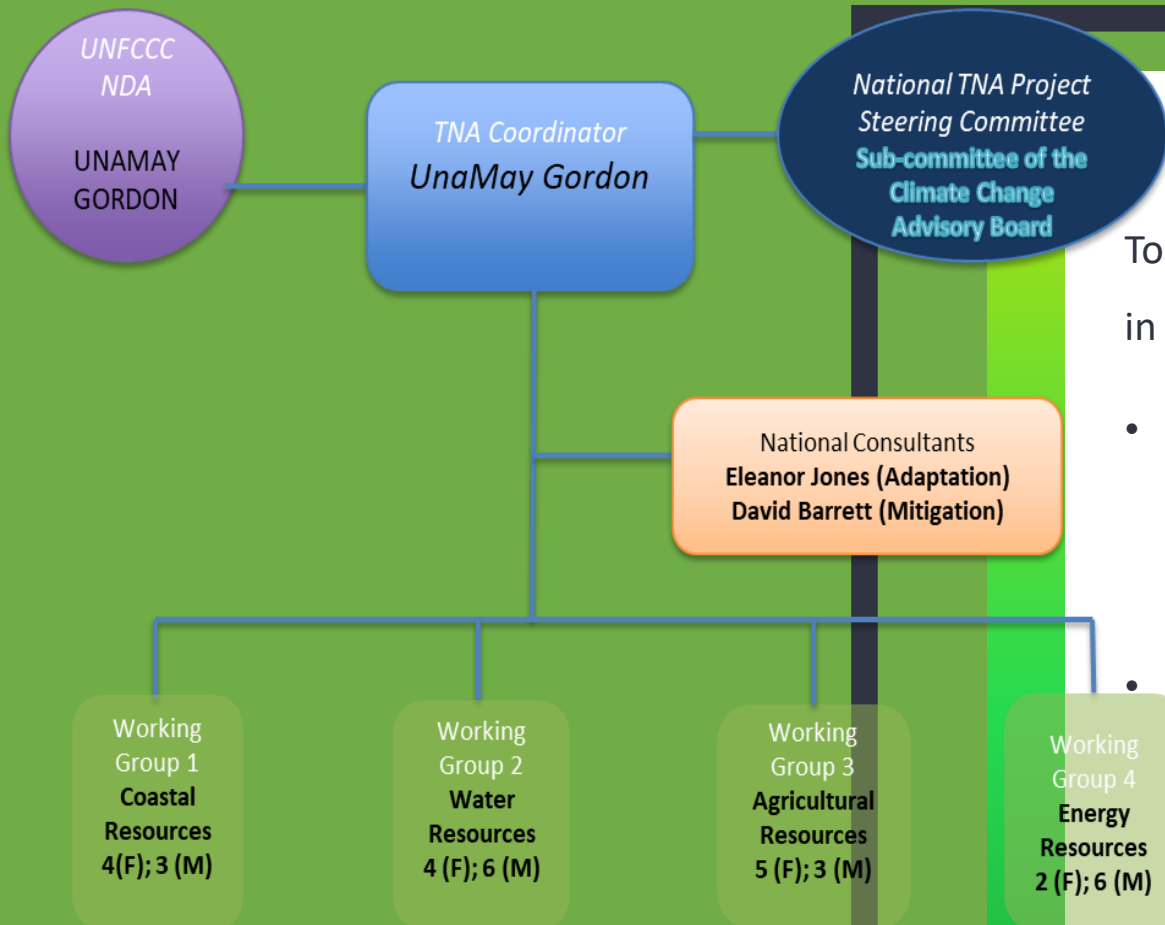 UNFCCC
NDA
UNAMAY
GORDON
TNA Coordinator
UnaMay Gordon
National TNA Project
Steering Committee
Sub-committee of the
Climate Change
Advisory Board
To
in
•
•
National Consultants
Eleanor Jones (Adaptation)
David Barrett (Mitigation)
Working
Group 1
Coastal
Resources
4(F); 3 (M)
Working
Group 2
Water
Resources
4 (F); 6 (M)
Working
Group 3
Agricultural
Resources
5 (F); 3 (M)
Working
Group 4
Energy
Resources
2 (F); 6 (M)